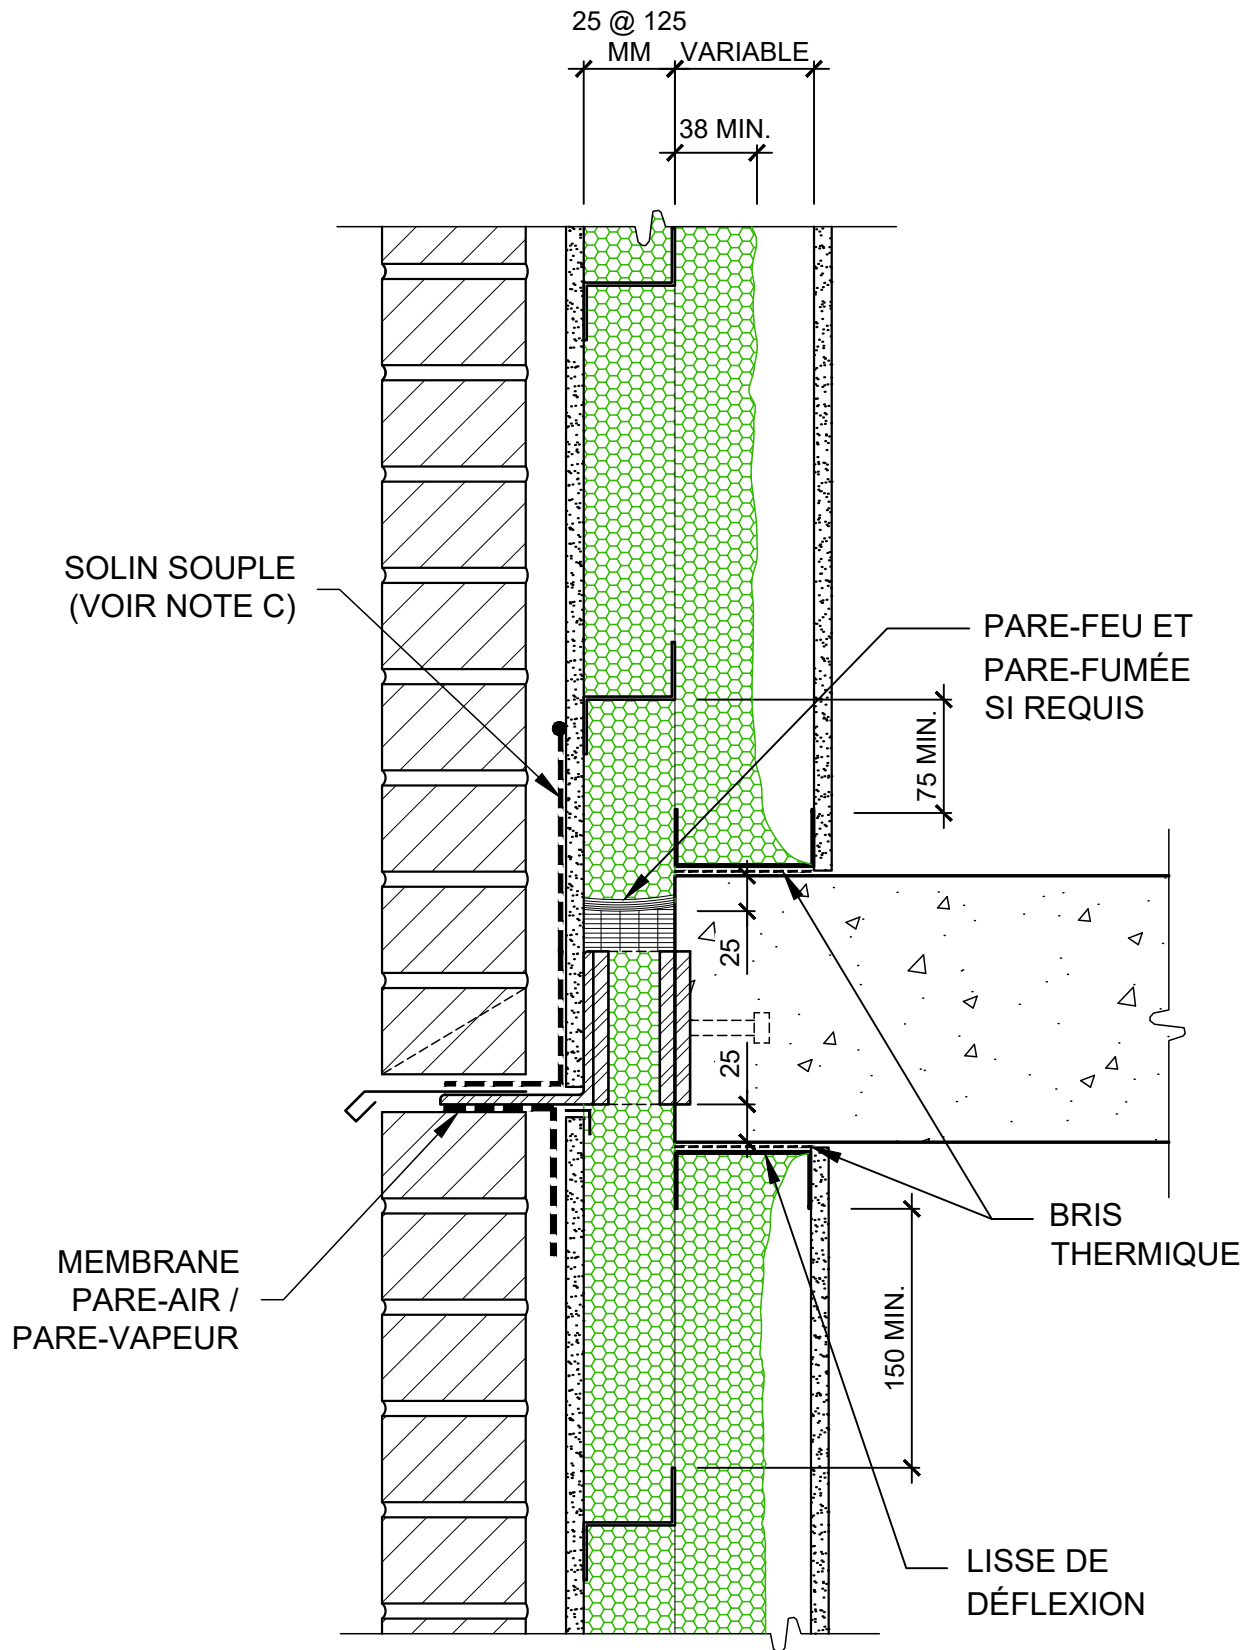 25 @ 125
MM
VARIABLE
38 MIN.
SOLIN SOUPLE
(VOIR NOTE C)
PARE-FEU ET
PARE-FUMÉE
SI REQUIS
75 MIN.
25
25
BRIS
THERMIQUE
MEMBRANE
PARE-AIR /
PARE-VAPEUR
150 MIN.
LISSE DE
DÉFLEXION